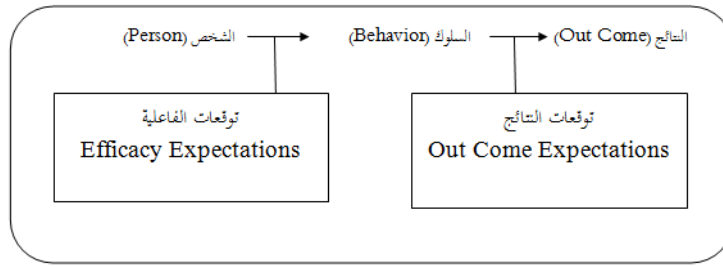 الشخص (Person)
السلوك (Behavior)
النتائج (Out Come)
توقعات الفاعلية
Efficacy Expectations
توقعات النتائج
Out Come Expectations